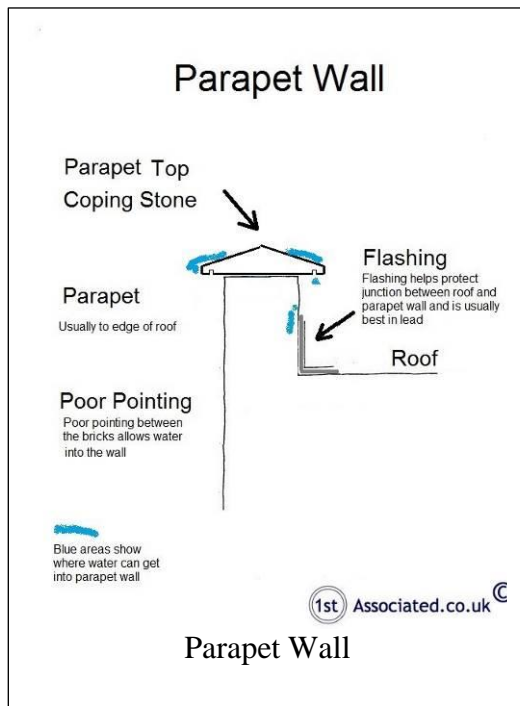 Parapet Wall
Parapet Top
Coping Stone
Flashing
Flashing helps protect
junction between roof and
parapet wall and is usually
best in lead
Parapet
Usually to edge of roof
Roof
Poor Pointing
Poor pointing between
the bricks allows water
into the wall
Blue areas show
where water can get
into parapet wall
1st Associated.co.uk ©
Parapet Wall